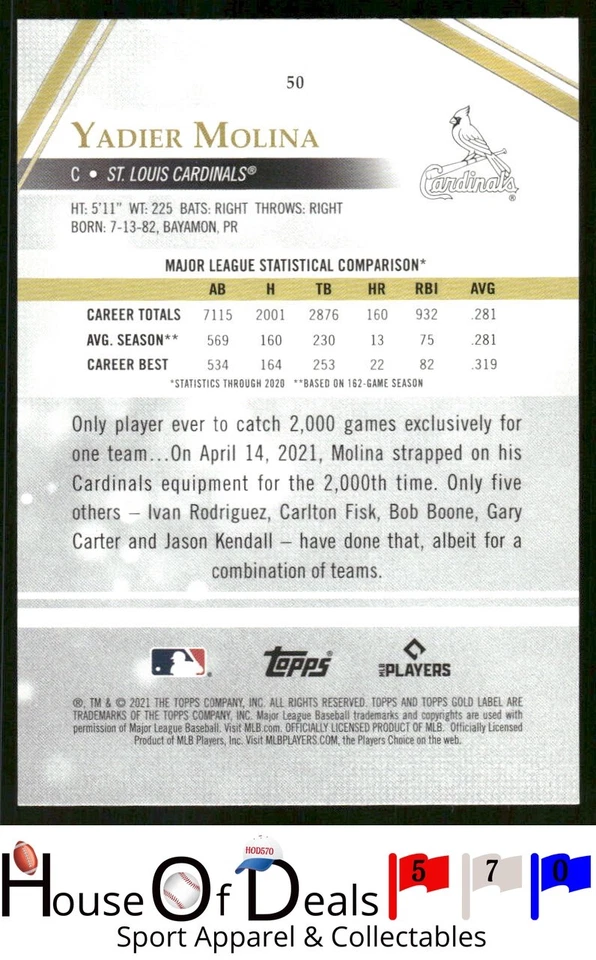 50
YADIER MOLINA
C • ST. LOUIS CARDINALS®
Cardinals®
HT: 5'11" WT: 225 BATS: RIGHT THROWS: RIGHT
BORN: 7-13-82, BAYAMON, PR
MAJOR LEAGUE STATISTICAL COMPARISON*
AB H TB HR RBI AVG
CAREER TOTALS 7115 2001 2876 160 932 .281
AVG. SEASON** 569 160 230 13 75 .281
CAREER BEST 534 164 253 22 82 .319
*STATISTICS THROUGH 2020 **BASED ON 162-GAME SEASON
Only player ever to catch 2,000 games exclusively for
one team...On April 14, 2021, Molina strapped on his
Cardinals equipment for the 2,000th time. Only five
others – Ivan Rodriguez, Carlton Fisk, Bob Boone, Gary
Carter and Jason Kendall – have done that, albeit for a
combination of teams.
Topps® MLB PLAYERS
®, TM & © 2021 THE TOPPS COMPANY, INC. ALL RIGHTS RESERVED. TOPPS AND TOPPS GOLD LABEL ARE
TRADEMARKS OF THE TOPPS COMPANY, INC. Major League Baseball trademarks and copyrights are used with
permission of Major League Baseball. Visit MLB.com. OFFICIALLY LICENSED PRODUCT OF MLB. Officially Licensed
Product of MLB Players, Inc. Visit MLBPLAYERS.COM, the Players Choice on the web.
HOD570
House Of Deals 5 7 0
Sport Apparel & Collectables